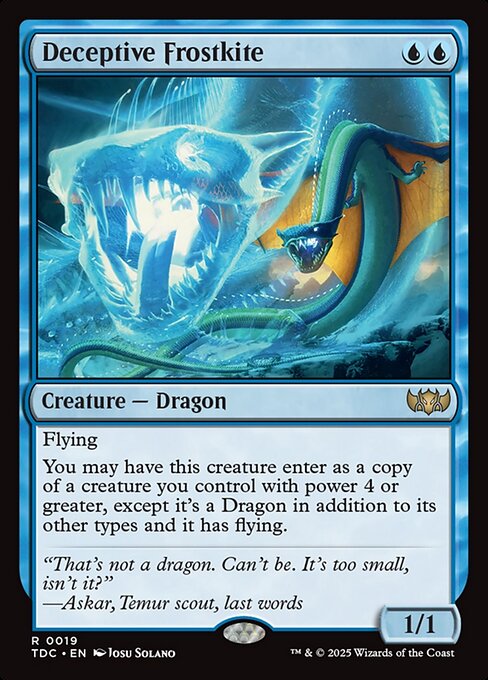 Deceptive Frostkite
Creature — Dragon
Flying
You may have this creature enter as a copy
of a creature you control with power 4 or
greater, except it's a Dragon in addition to its
other types and it has flying.
"That's not a dragon. Can't be. It's too small,
isn't it?"
—Askar, Temur scout, last words
1/1
R 0019
TDC • EN Josu Solano
™ & © 2025 Wizards of the Coast